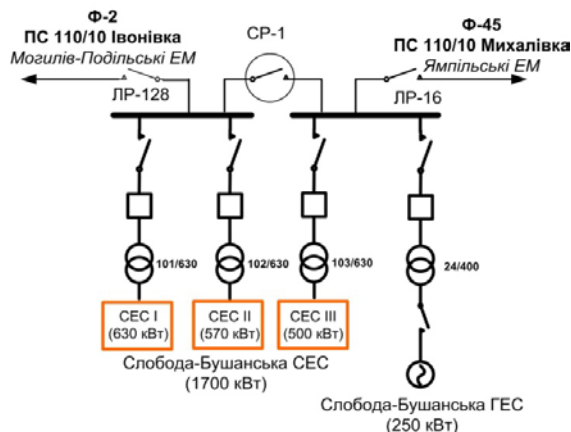 Ф-2
ПС 110/10 Івонівка
Могилів-Подільські ЕМ
ЛР-128
СР-1
Ф-45
ПС 110/10 Михалівка
Ямпільські ЕМ
ЛР-16
101/630
102/630
103/630
24/400
СЕС I
(630 кВт)
СЕС II
(570 кВт)
СЕС III
(500 кВт)
Слобода-Бушанська СЕС
(1700 кВт)
Слобода-Бушанська ГЕС
(250 кВт)